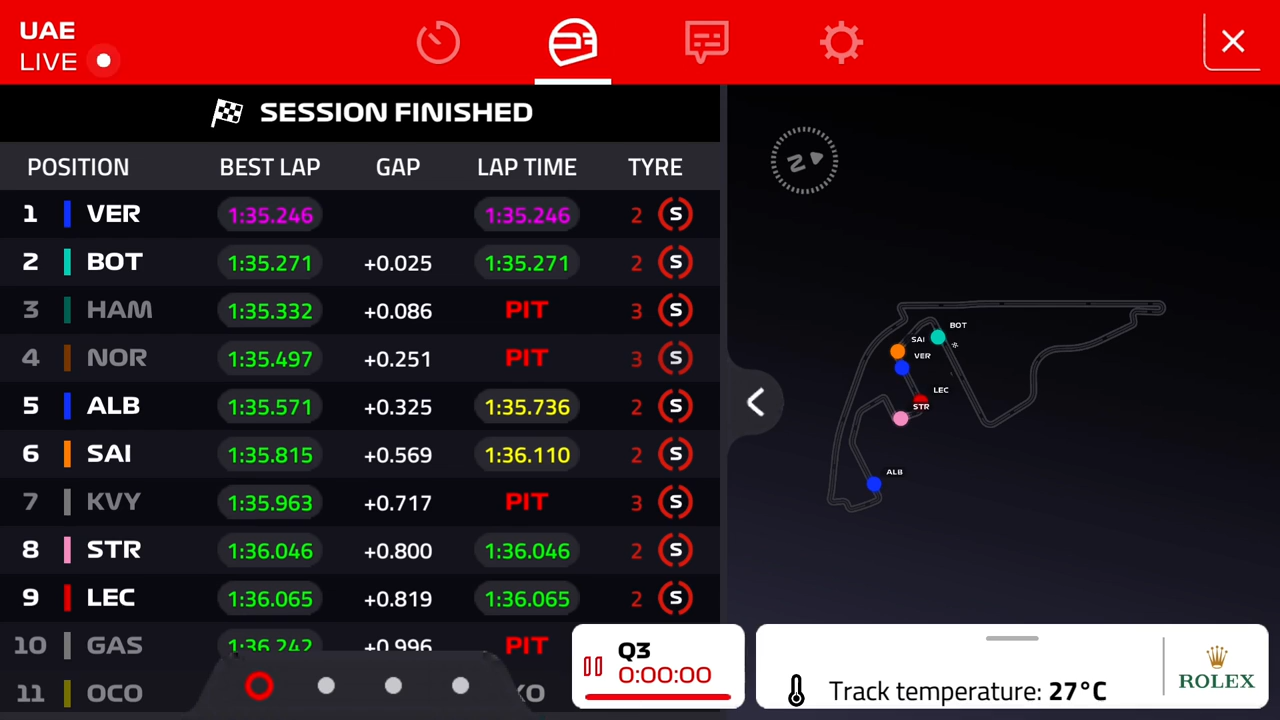 UAE
LIVE
SESSION FINISHED
POSITION BEST LAP GAP LAP TIME TYRE
1 VER 1:35.246 1:35.246 2 S
2 BOT 1:35.271 +0.025 1:35.271 2 S
3 HAM 1:35.332 +0.086 PIT 3 S
4 NOR 1:35.497 +0.251 PIT 3 S
5 ALB 1:35.571 +0.325 1:35.736 2 S
6 SAI 1:35.815 +0.569 1:36.110 2 S
7 KVY 1:35.963 +0.717 PIT 3 S
8 STR 1:36.046 +0.800 1:36.046 2 S
9 LEC 1:36.065 +0.819 1:36.065 2 S
10 GAS 1:36.242 +0.996 PIT
11 OCO
N
BOT
SAI
VER
LEC
STR
ALB
Q3
0:00:00
Track temperature: 27°C
ROLEX